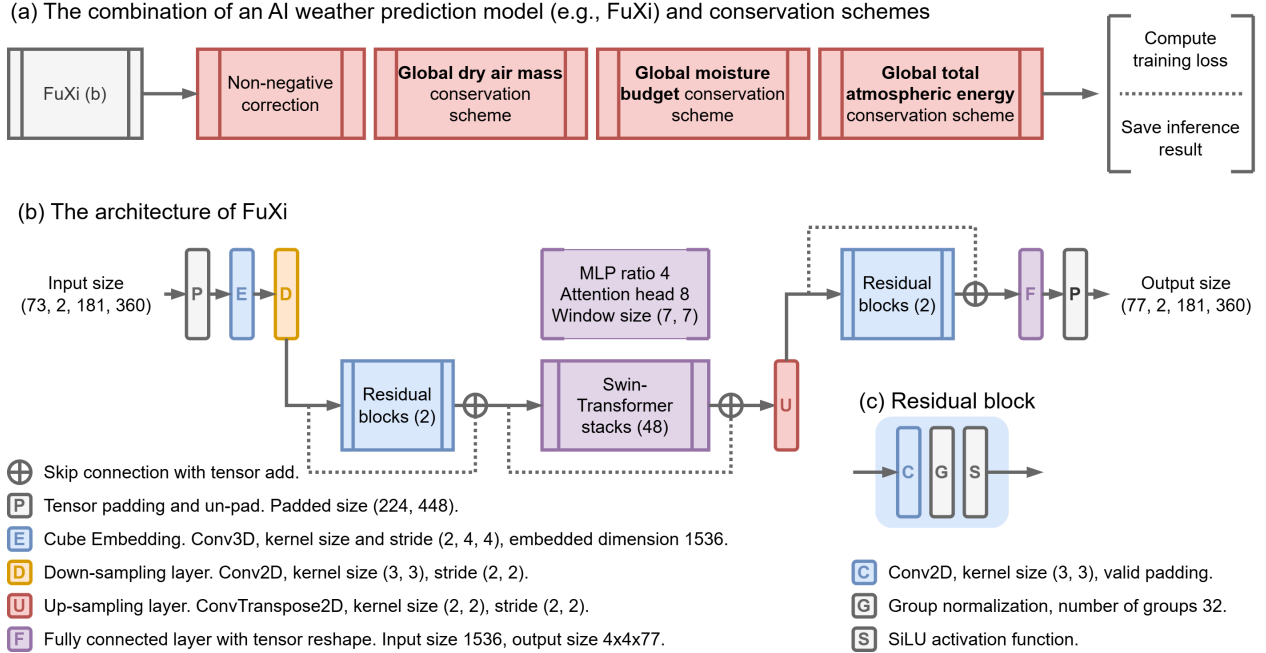 (a) The combination of an AI weather prediction model (e.g., FuXi) and conservation schemes
FuXi (b)
Non-negative
correction
Global dry air mass
conservation
scheme
Global moisture
budget conservation
scheme
Global total
atmospheric energy
conservation scheme
Compute
training loss
Save inference
result
(b) The architecture of FuXi
Input size
(73, 2, 181, 360)
P
E
D
Residual
blocks (2)
MLP ratio 4
Attention head 8
Window size (7, 7)
Swin-
Transformer
stacks (48)
U
Residual
blocks (2)
F
P
Output size
(77, 2, 181, 360)
Skip connection with tensor add.
P Tensor padding and un-pad. Padded size (224, 448).
E Cube Embedding. Conv3D, kernel size and stride (2, 4, 4), embedded dimension 1536.
D Down-sampling layer. Conv2D, kernel size (3, 3), stride (2, 2).
U Up-sampling layer. ConvTranspose2D, kernel size (2, 2), stride (2, 2).
F Fully connected layer with tensor reshape. Input size 1536, output size 4x4x77.
(c) Residual block
C
G
S
C Conv2D, kernel size (3, 3), valid padding.
G Group normalization, number of groups 32.
S SiLU activation function.